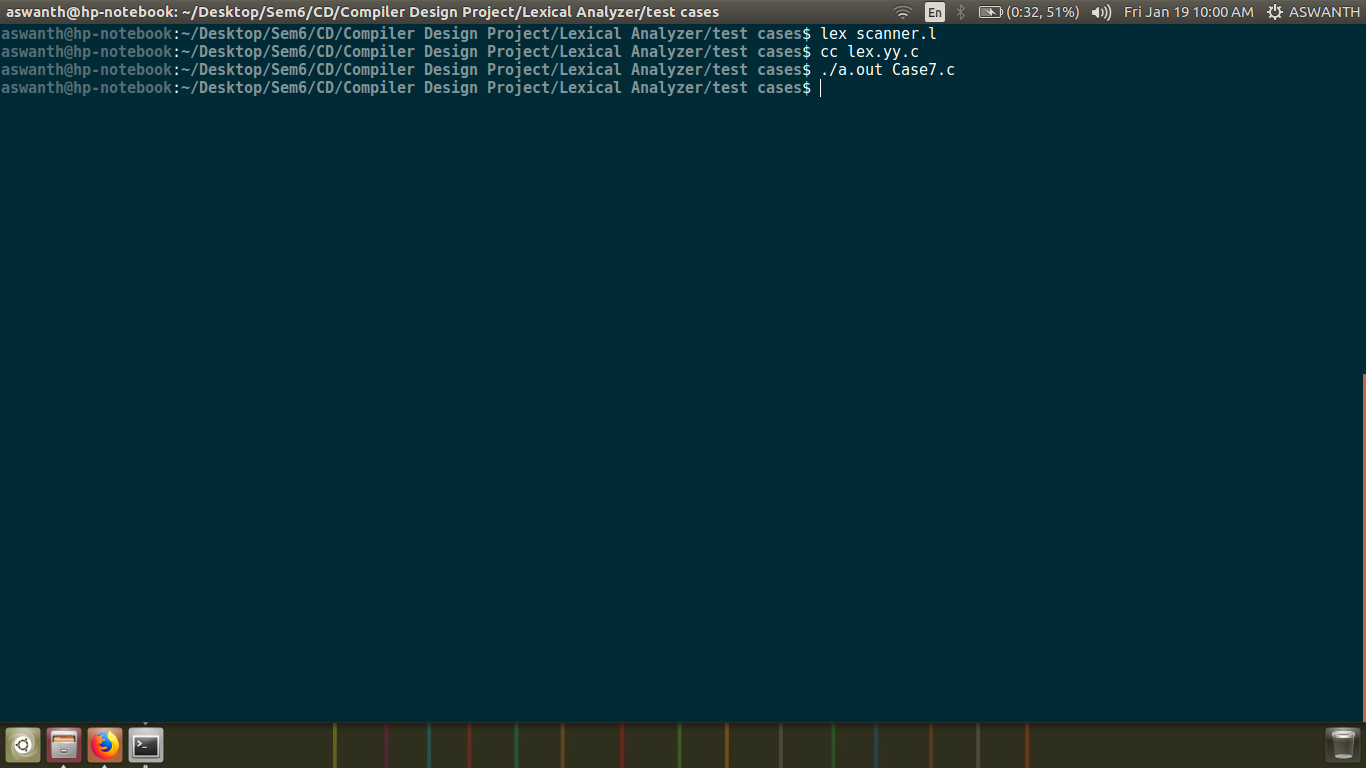 aswanth@hp-notebook: ~/Desktop/Sem6/CD/Compiler Design Project/Lexical Analyzer/test cases En (0:32, 51%) Fri Jan 19 10:00 AM ASWANTH
aswanth@hp-notebook:~/Desktop/Sem6/CD/Compiler Design Project/Lexical Analyzer/test cases$ lex scanner.l
aswanth@hp-notebook:~/Desktop/Sem6/CD/Compiler Design Project/Lexical Analyzer/test cases$ cc lex.yy.c
aswanth@hp-notebook:~/Desktop/Sem6/CD/Compiler Design Project/Lexical Analyzer/test cases$ ./a.out Case7.c
aswanth@hp-notebook:~/Desktop/Sem6/CD/Compiler Design Project/Lexical Analyzer/test cases$